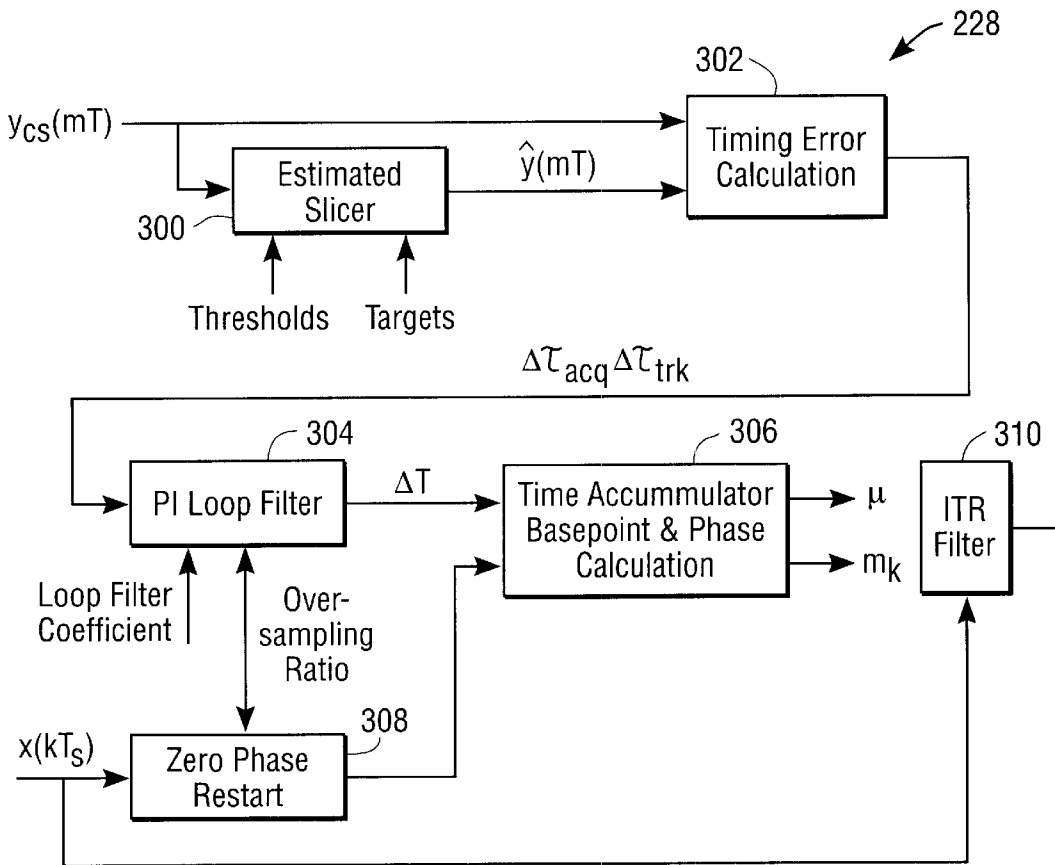 228
302
y_cs(mT)
Timing Error
Calculation
Estimated
Slicer
ŷ(mT)
300
Thresholds
Targets
Δτ_acq Δτ_trk
304
306
310
PI Loop Filter
ΔT
Time Accummulator
Basepoint & Phase
Calculation
μ
m_k
ITR
Filter
Loop Filter
Coefficient
Over-
sampling
Ratio
308
x(kT_s)
Zero Phase
Restart